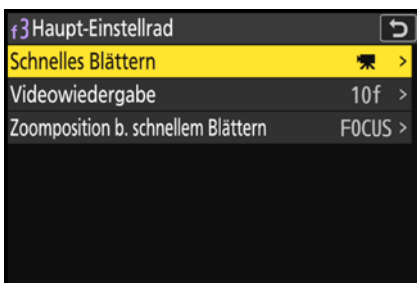 f3 Haupt-Einstellrad
Schnelles Blättern >
Videowiedergabe 10f >
Zoomposition b. schnellem Blättern FOCUS >